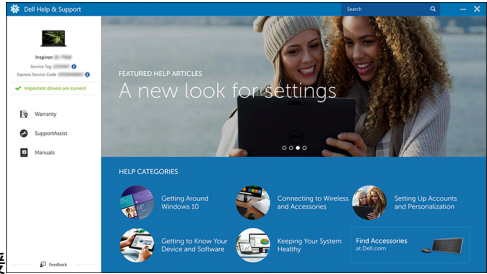 Dell Help & Support
Search
Inspiron
Service Tag
Express Service Code
Important drivers are current
Warranty
SupportAssist
Manuals
Feedback
FEATURED HELP ARTICLES
A new look for settings
HELP CATEGORIES
Getting Around
Windows 10
Connecting to Wireless
and Accessories
Setting Up Accounts
and Personalization
Getting to Know Your
Device and Software
Keeping Your System
Healthy
Find Accessories
at Dell.com